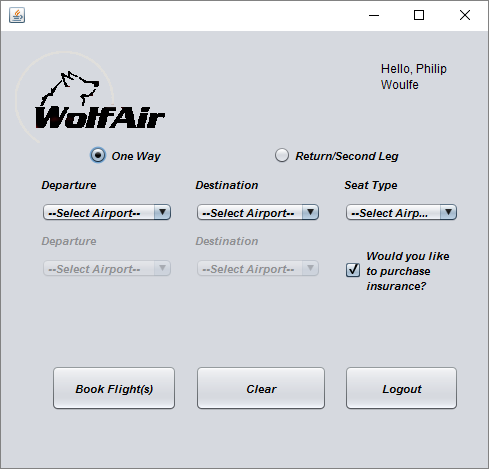 Hello, Philip
Woulfe
WolfAir
One Way
Return/Second Leg
Departure
Destination
Seat Type
--Select Airport--
--Select Airport--
--Select Airp...
Departure
Destination
Would you like
to purchase
insurance?
--Select Airport--
--Select Airport--
Book Flight(s)
Clear
Logout